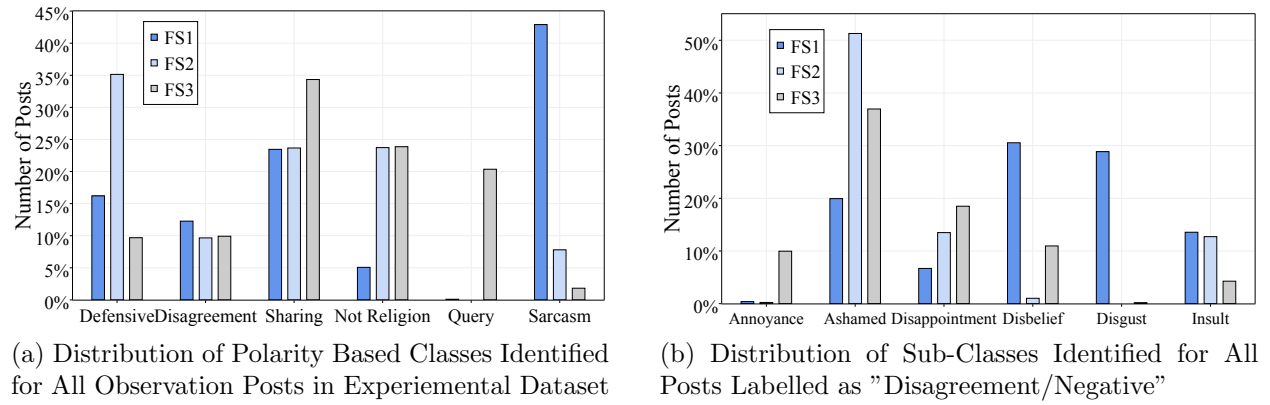 45%
40%
35%
30%
25%
20%
15%
10%
5%
0%
Number of Posts
FS1
FS2
FS3
Defensive Disagreement Sharing Not Religion Query Sarcasm
(a) Distribution of Polarity Based Classes Identified
for All Observation Posts in Experiemental Dataset
50%
40%
30%
20%
10%
0%
Number of Posts
FS1
FS2
FS3
Annoyance Ashamed Disappointment Disbelief Disgust Insult
(b) Distribution of Sub-Classes Identified for All
Posts Labelled as ”Disagreement/Negative”